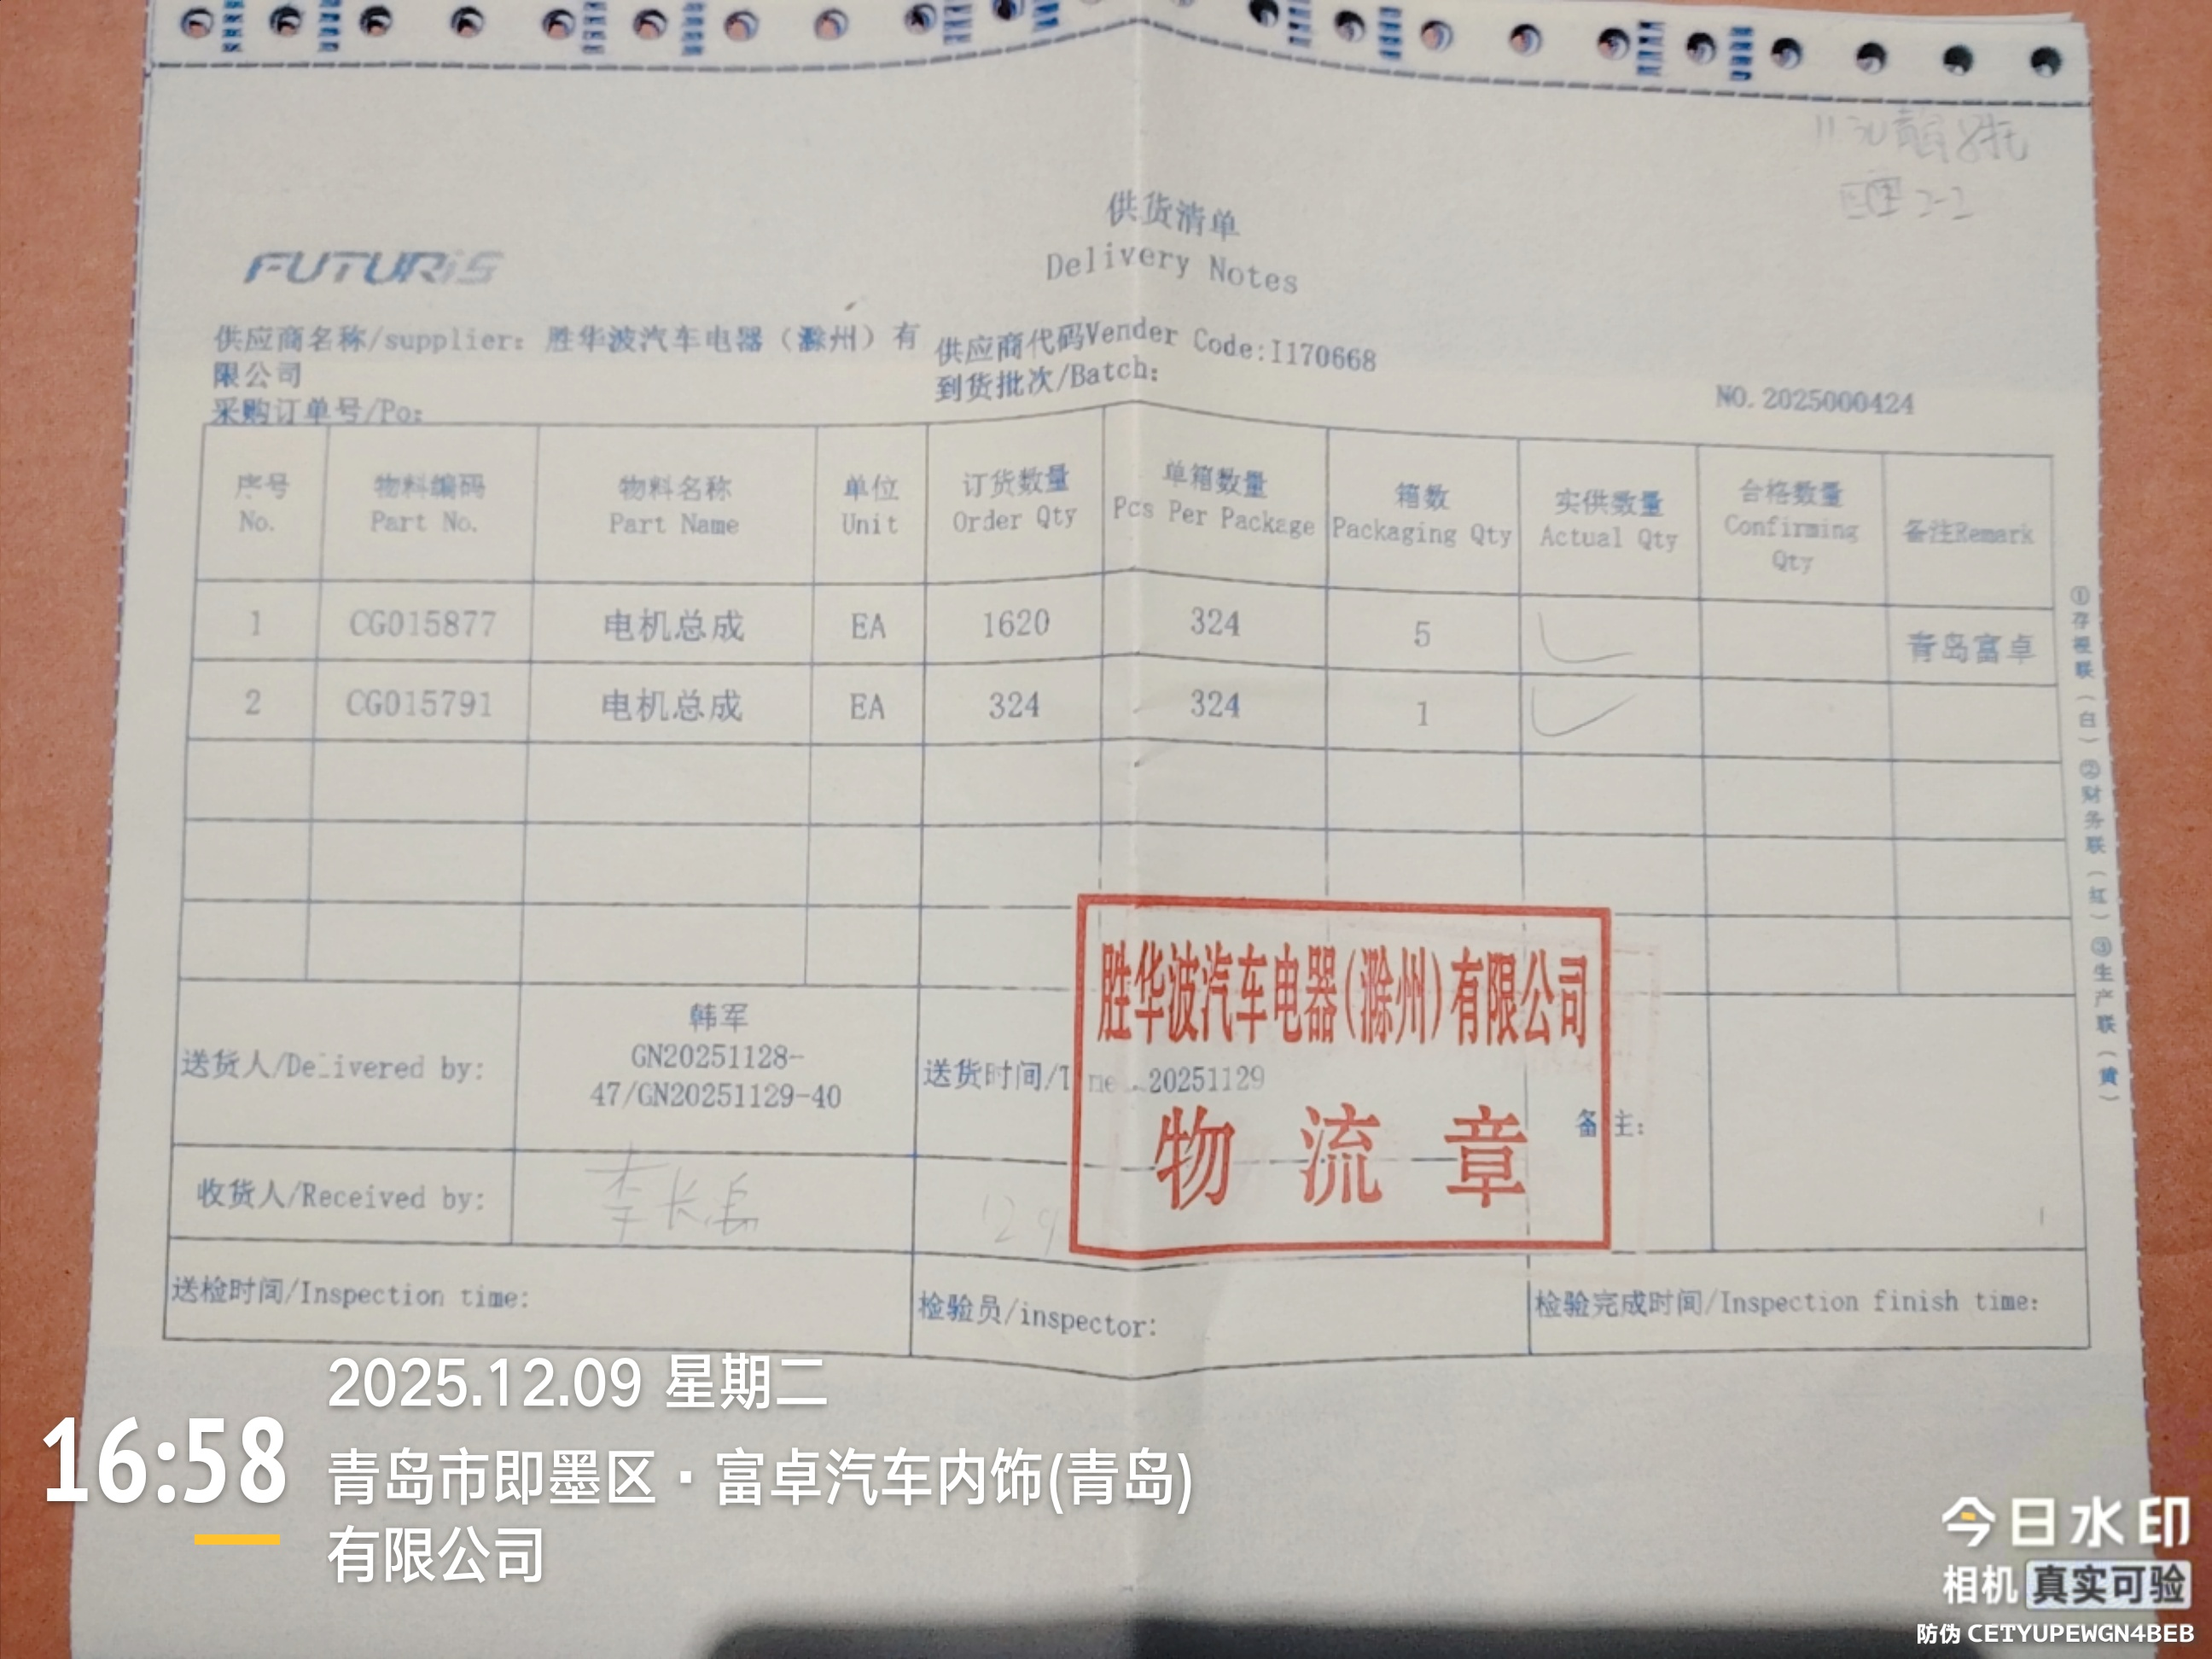 供货清单
Delivery Notes
FUTURiS
供应商名称/supplier: 胜华波汽车电器（滁州）有
限公司
供应商代码Vender Code:I170668
到货批次/Batch:
采购订单号/Po:
NO.2025000424
序号 No. 物料编码 Part No. 物料名称 Part Name 单位 Unit 订货数量 Order Qty 单箱数量 Pcs Per Package 箱数 Packaging Qty 实供数量 Actual Qty 合格数量 Confirming Qty 备注Remark
1 CG015877 电机总成 EA 1620 324 5 青岛富卓
2 CG015791 电机总成 EA 324 324 1
送货人/Delivered by:
韩军
GN20251128-
47/GN20251129-40
送货时间/Time 20251129
备注:
收货人/Received by:
李长岳
12 9
胜华波汽车电器(滁州)有限公司
物流章
送检时间/Inspection time:
检验员/inspector:
检验完成时间/Inspection finish time:
①存根联（白）②财务联（红）③生产联（黄）
16:58
2025.12.09 星期二
青岛市即墨区·富卓汽车内饰(青岛)
有限公司
今日水印
相机 真实可验
防伪 CETYUPEWGN4BEB